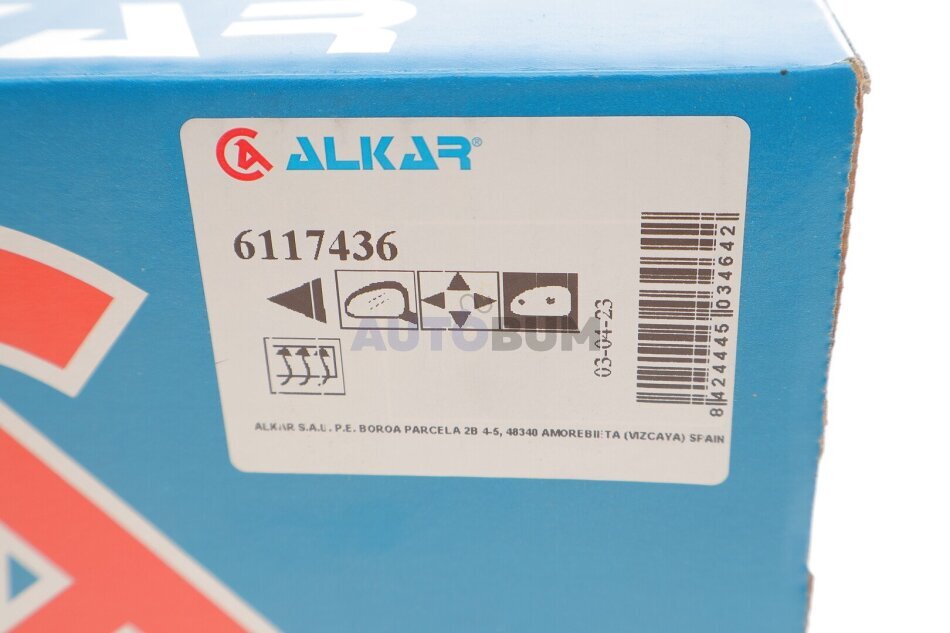 KAR
ALKAR®
6117436
AUTOBUM
03-04-23
8 424445 034642
ALKAR S.A.L. P.E. BOROA PARCELA 2B 4-5, 48340 AMOREBIETA (VIZCAYA) SPAIN